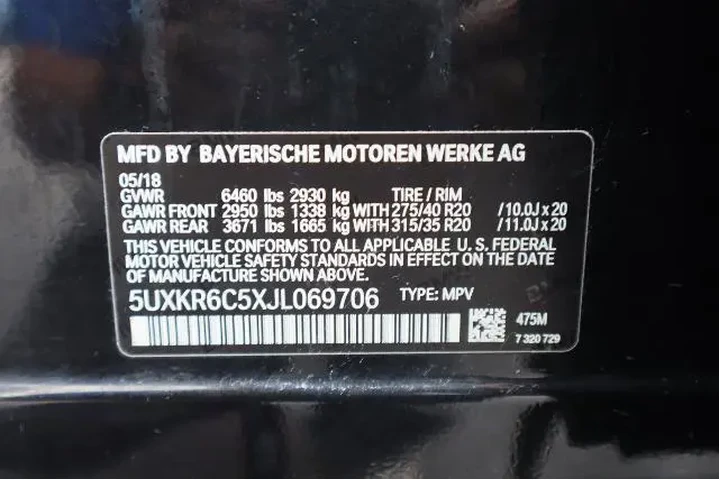 MFD BY BAYERISCHE MOTOREN WERKE AG
05/18
GVWR 6460 lbs 2930 kg TIRE / RIM
GAWR FRONT 2950 lbs 1338 kg WITH 275/40 R20 /10.0J x 20
GAWR REAR 3671 lbs 1665 kg WITH 315/35 R20 /11.0J x 20
THIS VEHICLE CONFORMS TO ALL APPLICABLE U. S. FEDERAL
MOTOR VEHICLE SAFETY STANDARDS IN EFFECT ON THE DATE
OF MANUFACTURE SHOWN ABOVE.
5UXKR6C5XJL069706 TYPE: MPV
475M
7 320 729